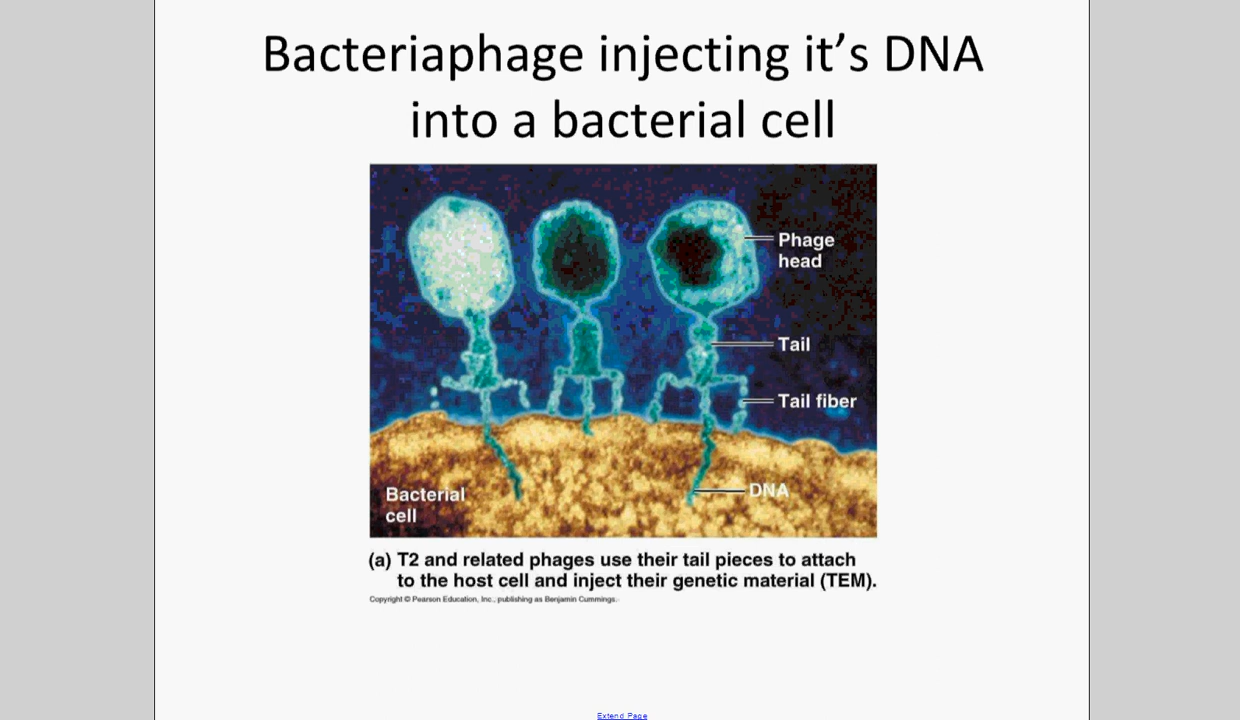 Bacteriaphage injecting it’s DNA
into a bacterial cell
Phage
head
Tail
Tail fiber
DNA
Bacterial
cell
(a) T2 and related phages use their tail pieces to attach
to the host cell and inject their genetic material (TEM).
Copyright © Pearson Education, Inc., publishing as Benjamin Cummings.
Extend Page